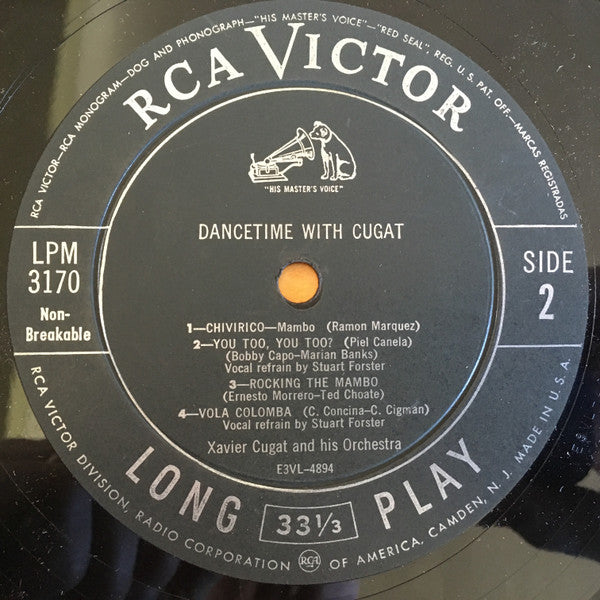 RCA VICTOR—RCA MONOGRAM—DOG AND PHONOGRAPH—"HIS MASTER'S VOICE"—"RED SEAL", REG. U. S. PAT. OFF.—MARCAS REGISTRADAS
RCA VICTOR
"HIS MASTER'S VOICE"
DANCETIME WITH CUGAT
LPM
3170
Non-
Breakable
SIDE
2
1—CHIVIRICO—Mambo (Ramon Marquez)
2—YOU TOO, YOU TOO? (Piel Canela)
(Bobby Capo–Marian Banks)
Vocal refrain by Stuart Forster
3—ROCKING THE MAMBO
(Ernesto Morrero–Ted Choate)
4—VOLA COLOMBA (C. Concina–C. Cigman)
Vocal refrain by Stuart Forster
Xavier Cugat and his Orchestra
E3VL–4894
LONG 33⅓ PLAY
RCA
RCA VICTOR DIVISION, RADIO CORPORATION OF AMERICA, CAMDEN, N. J. MADE IN U.S.A.